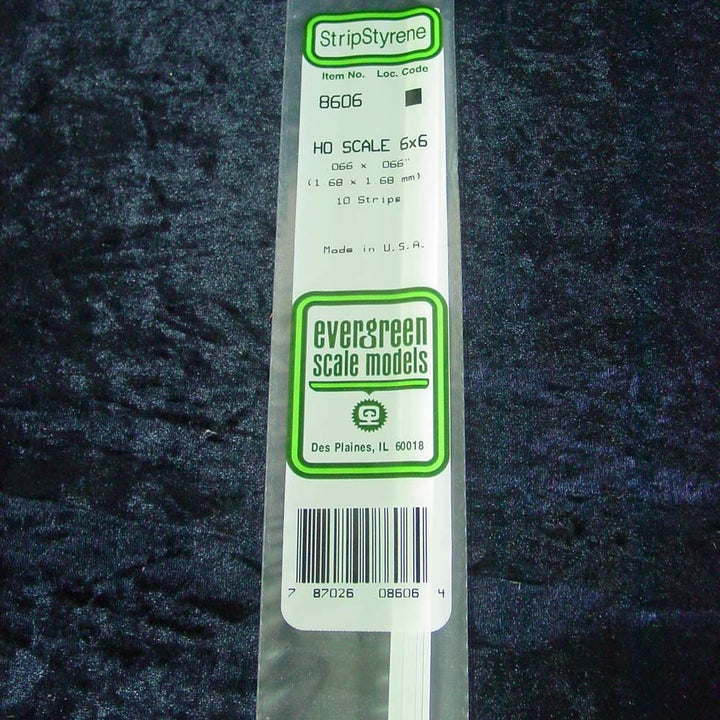 StripStyrene
Item No. Loc. Code
8606
HO SCALE 6x6
.066 x .066"
(1.68 x 1.68 mm)
10 Strips
Made in U.S.A.
evergreen
scale models
Des Plaines, IL 60018
7 87026 08606 4